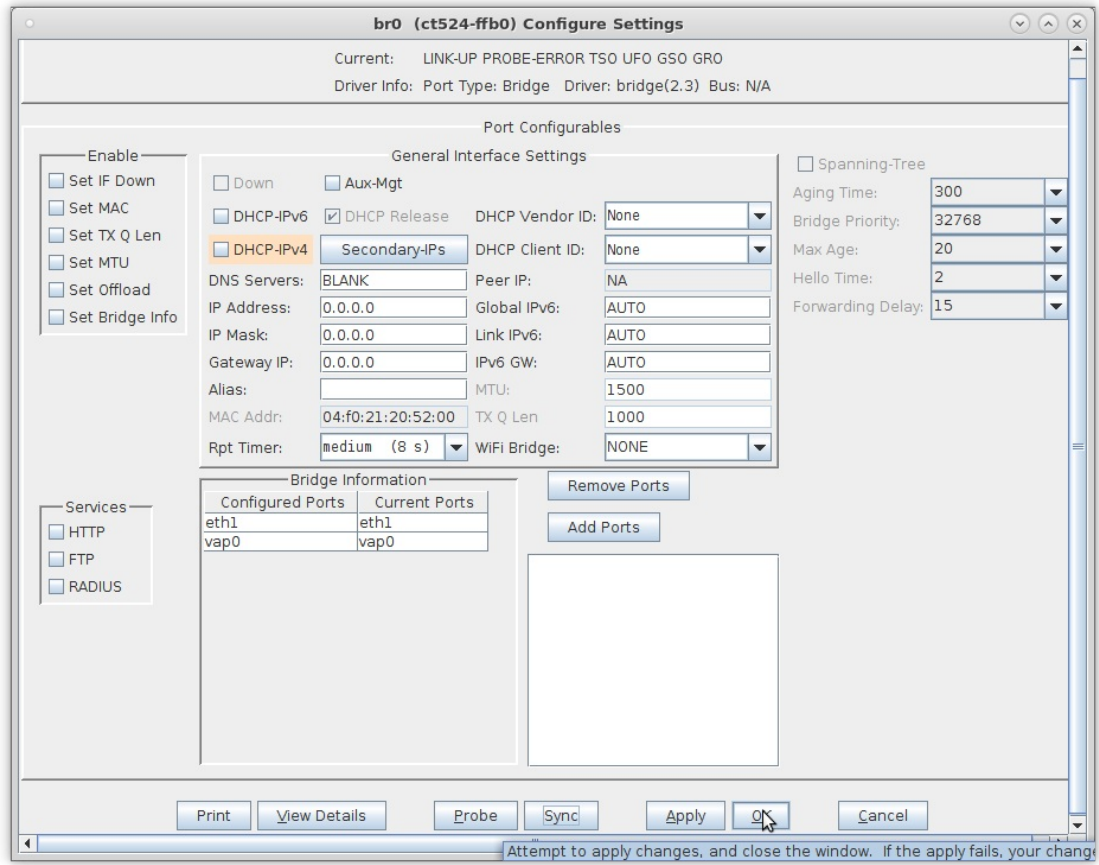 br0 (ct524-ffb0) Configure Settings
Current: LINK-UP PROBE-ERROR TSO UFO GSO GRO
Driver Info: Port Type: Bridge Driver: bridge(2.3) Bus: N/A
Port Configurables
Enable
Set IF Down
Set MAC
Set TX Q Len
Set MTU
Set Offload
Set Bridge Info
General Interface Settings
Down Aux-Mgt
DHCP-IPv6 DHCP Release DHCP Vendor ID: None
DHCP-IPv4 Secondary-IPs DHCP Client ID: None
DNS Servers: BLANK Peer IP: NA
IP Address: 0.0.0.0 Global IPv6: AUTO
IP Mask: 0.0.0.0 Link IPv6: AUTO
Gateway IP: 0.0.0.0 IPv6 GW: AUTO
Alias: MTU: 1500
MAC Addr: 04:f0:21:20:52:00 TX Q Len 1000
Rpt Timer: medium (8 s) WiFi Bridge: NONE
Spanning-Tree
Aging Time: 300
Bridge Priority: 32768
Max Age: 20
Hello Time: 2
Forwarding Delay: 15
Services
HTTP
FTP
RADIUS
Bridge Information
Configured Ports Current Ports
eth1 eth1
vap0 vap0
Remove Ports
Add Ports
Print View Details Probe Sync Apply OK Cancel
Attempt to apply changes, and close the window. If the apply fails, your change